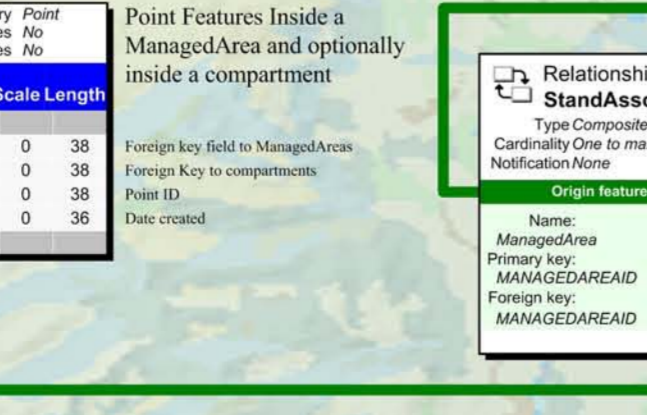 ry Point
es No
es No
Scale Length
0 38
0 38
0 38
0 36
Point Features Inside a
ManagedArea and optionally
inside a compartment
Foreign key field to ManagedAreas
Foreign Key to compartments
Point ID
Date created
Relationshi
StandAsso
Type Composite
Cardinality One to ma
Notification None
Origin feature
Name:
ManagedArea
Primary key:
MANAGEDAREAID
Foreign key:
MANAGEDAREAID